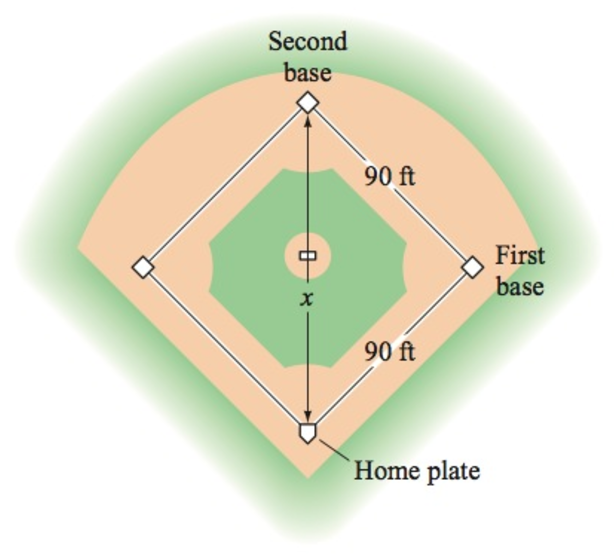 Second
base
90 ft
First
base
x
90 ft
Home plate